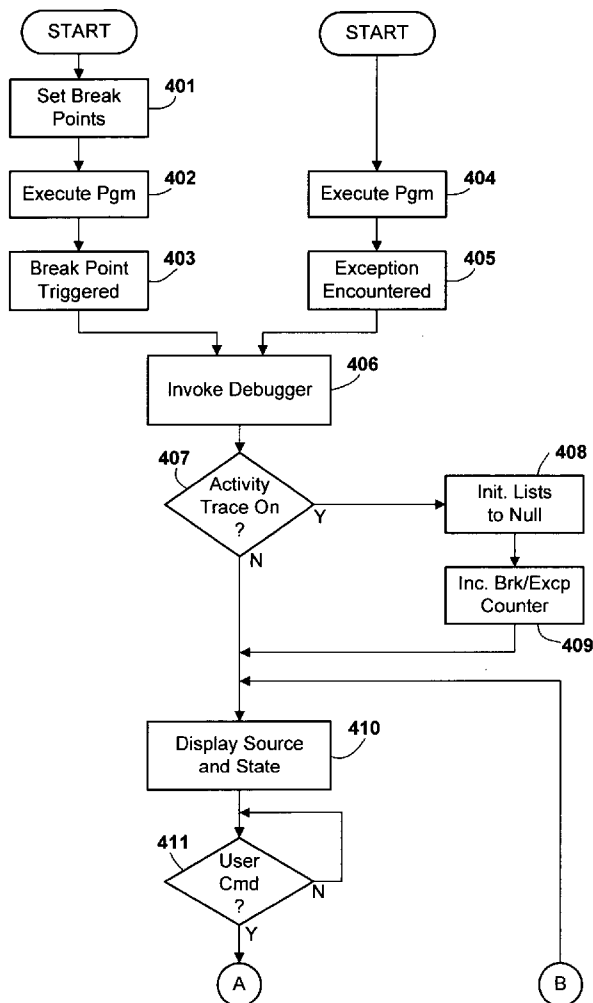 START
START
401
Set Break
Points
402
Execute Pgm
404
Execute Pgm
403
Break Point
Triggered
405
Exception
Encountered
406
Invoke Debugger
407
Activity
Trace On
?
Y
N
408
Init. Lists
to Null
Inc. Brk/Excp
Counter
409
410
Display Source
and State
411
User
Cmd
?
N
Y
A
B